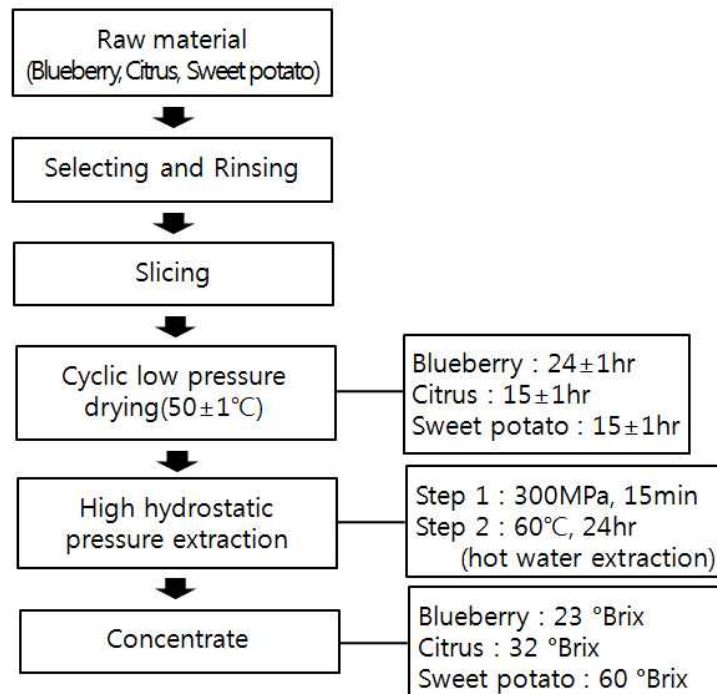 Raw material
(Blueberry, Citrus, Sweet potato)
Selecting and Rinsing
Slicing
Cyclic low pressure
drying(50±1℃)
Blueberry : 24±1hr
Citrus : 15±1hr
Sweet potato : 15±1hr
High hydrostatic
pressure extraction
Step 1 : 300MPa, 15min
Step 2 : 60℃, 24hr
(hot water extraction)
Concentrate
Blueberry : 23 °Brix
Citrus : 32 °Brix
Sweet potato : 60 °Brix